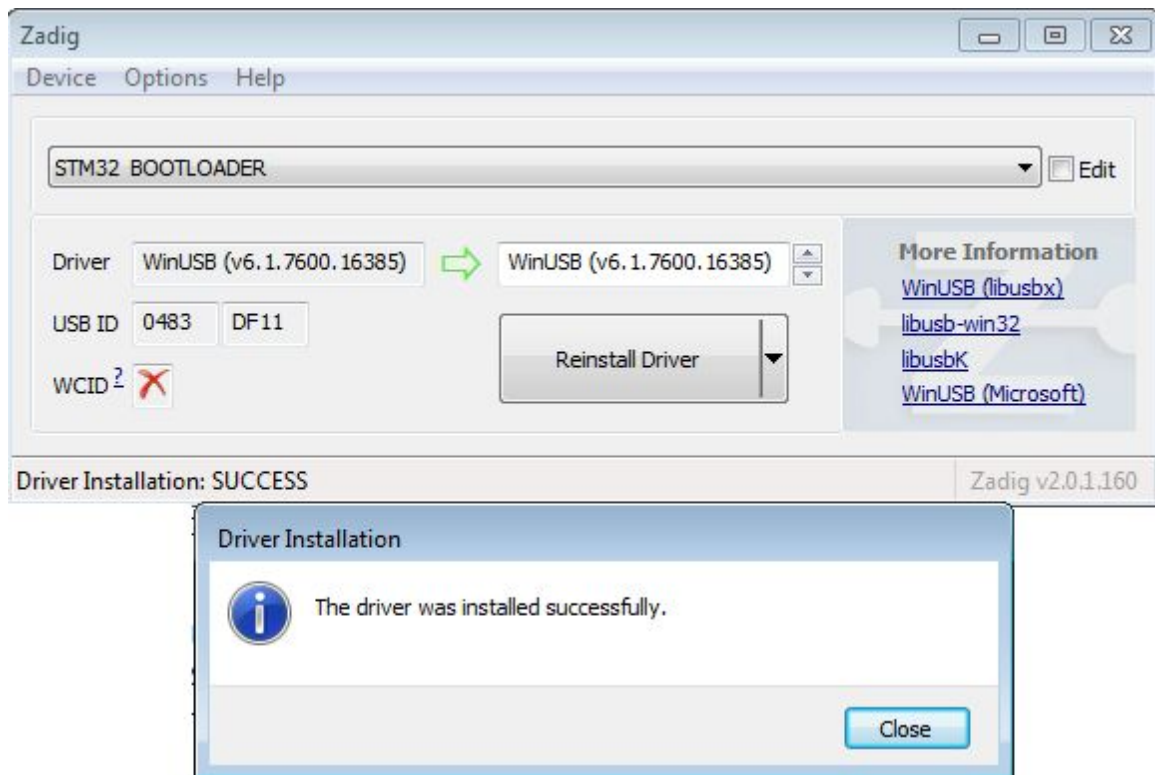 Zadig
Device Options Help
STM32 BOOTLOADER
Edit
Driver WinUSB (v6.1.7600.16385) WinUSB (v6.1.7600.16385)
USB ID 0483 DF11
WCID ?
Reinstall Driver
More Information
WinUSB (libusbx)
libusb-win32
libusbK
WinUSB (Microsoft)
Driver Installation: SUCCESS
Zadig v2.0.1.160
Driver Installation
The driver was installed successfully.
Close